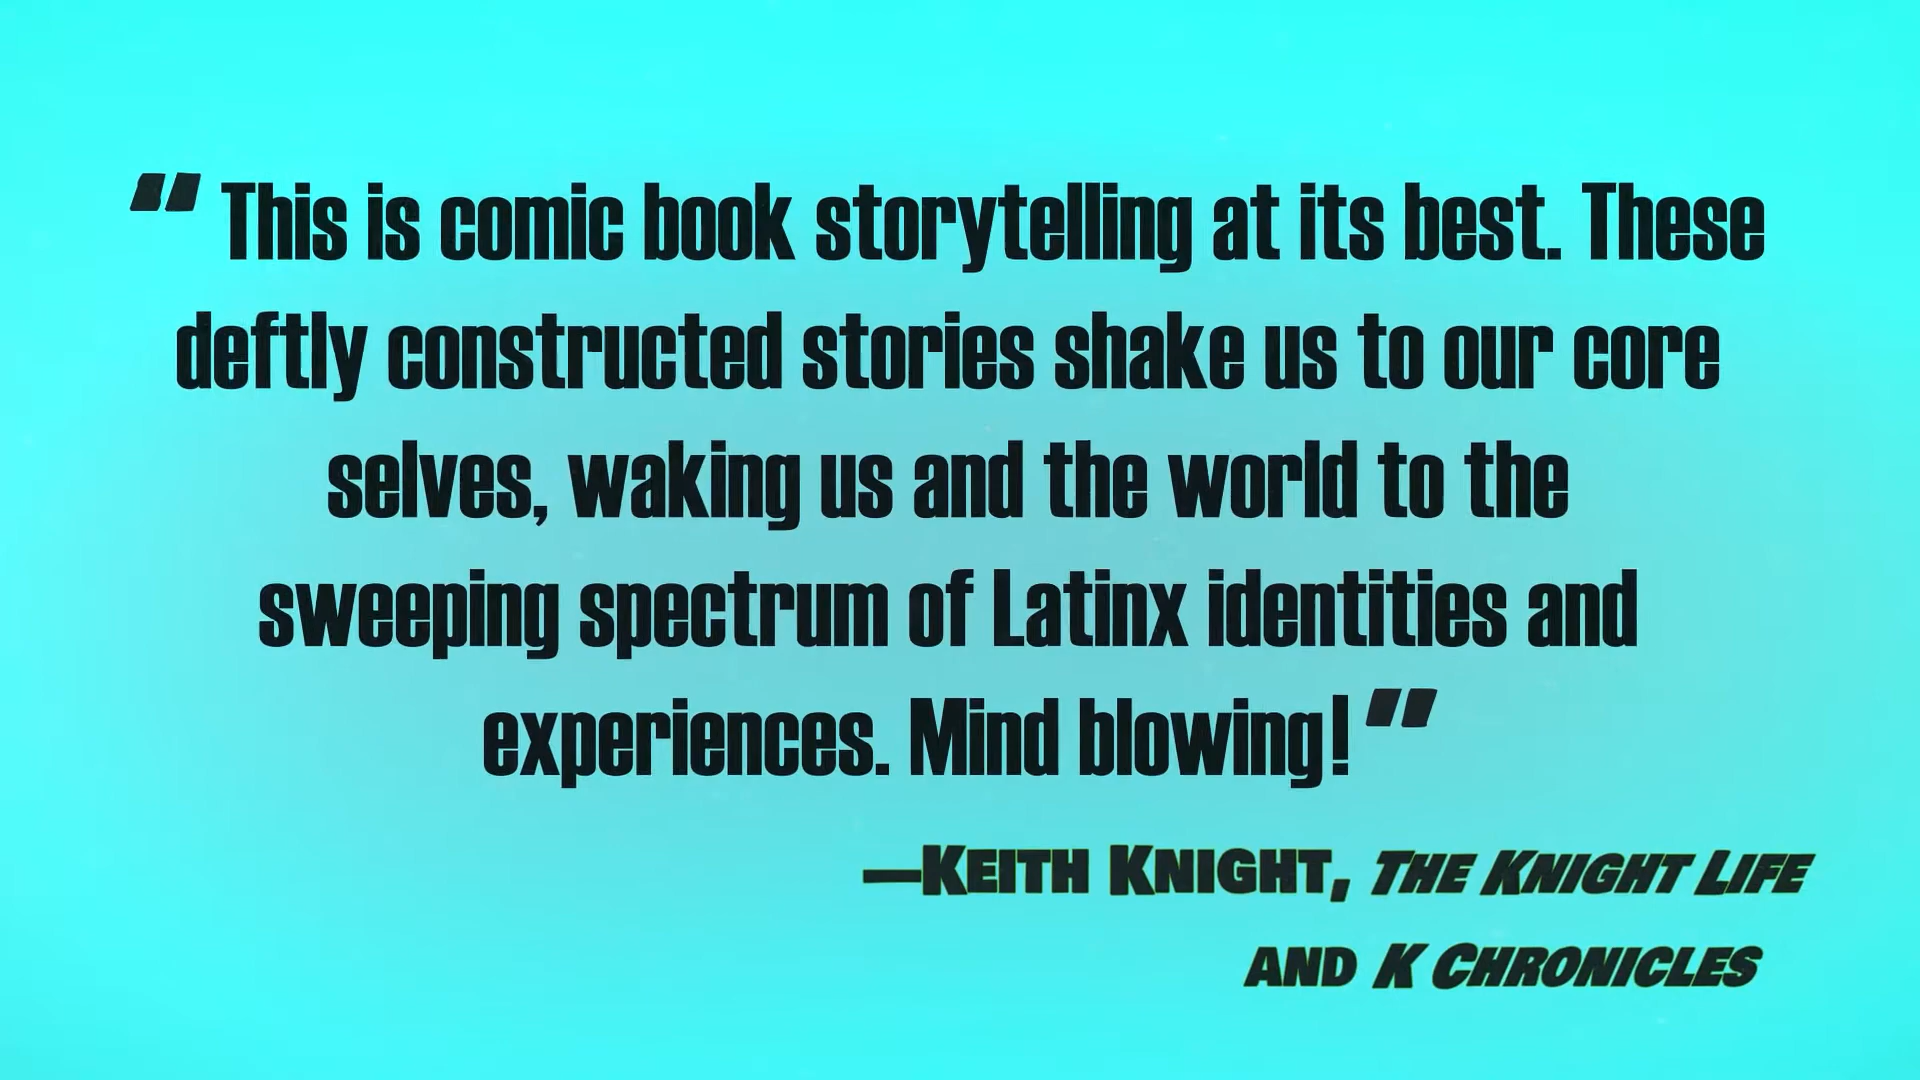 "This is comic book storytelling at its best. These
deftly constructed stories shake us to our core
selves, waking us and the world to the
sweeping spectrum of Latinx identities and
experiences. Mind blowing!"
—KEITH KNIGHT, THE KNIGHT LIFE
AND K CHRONICLES